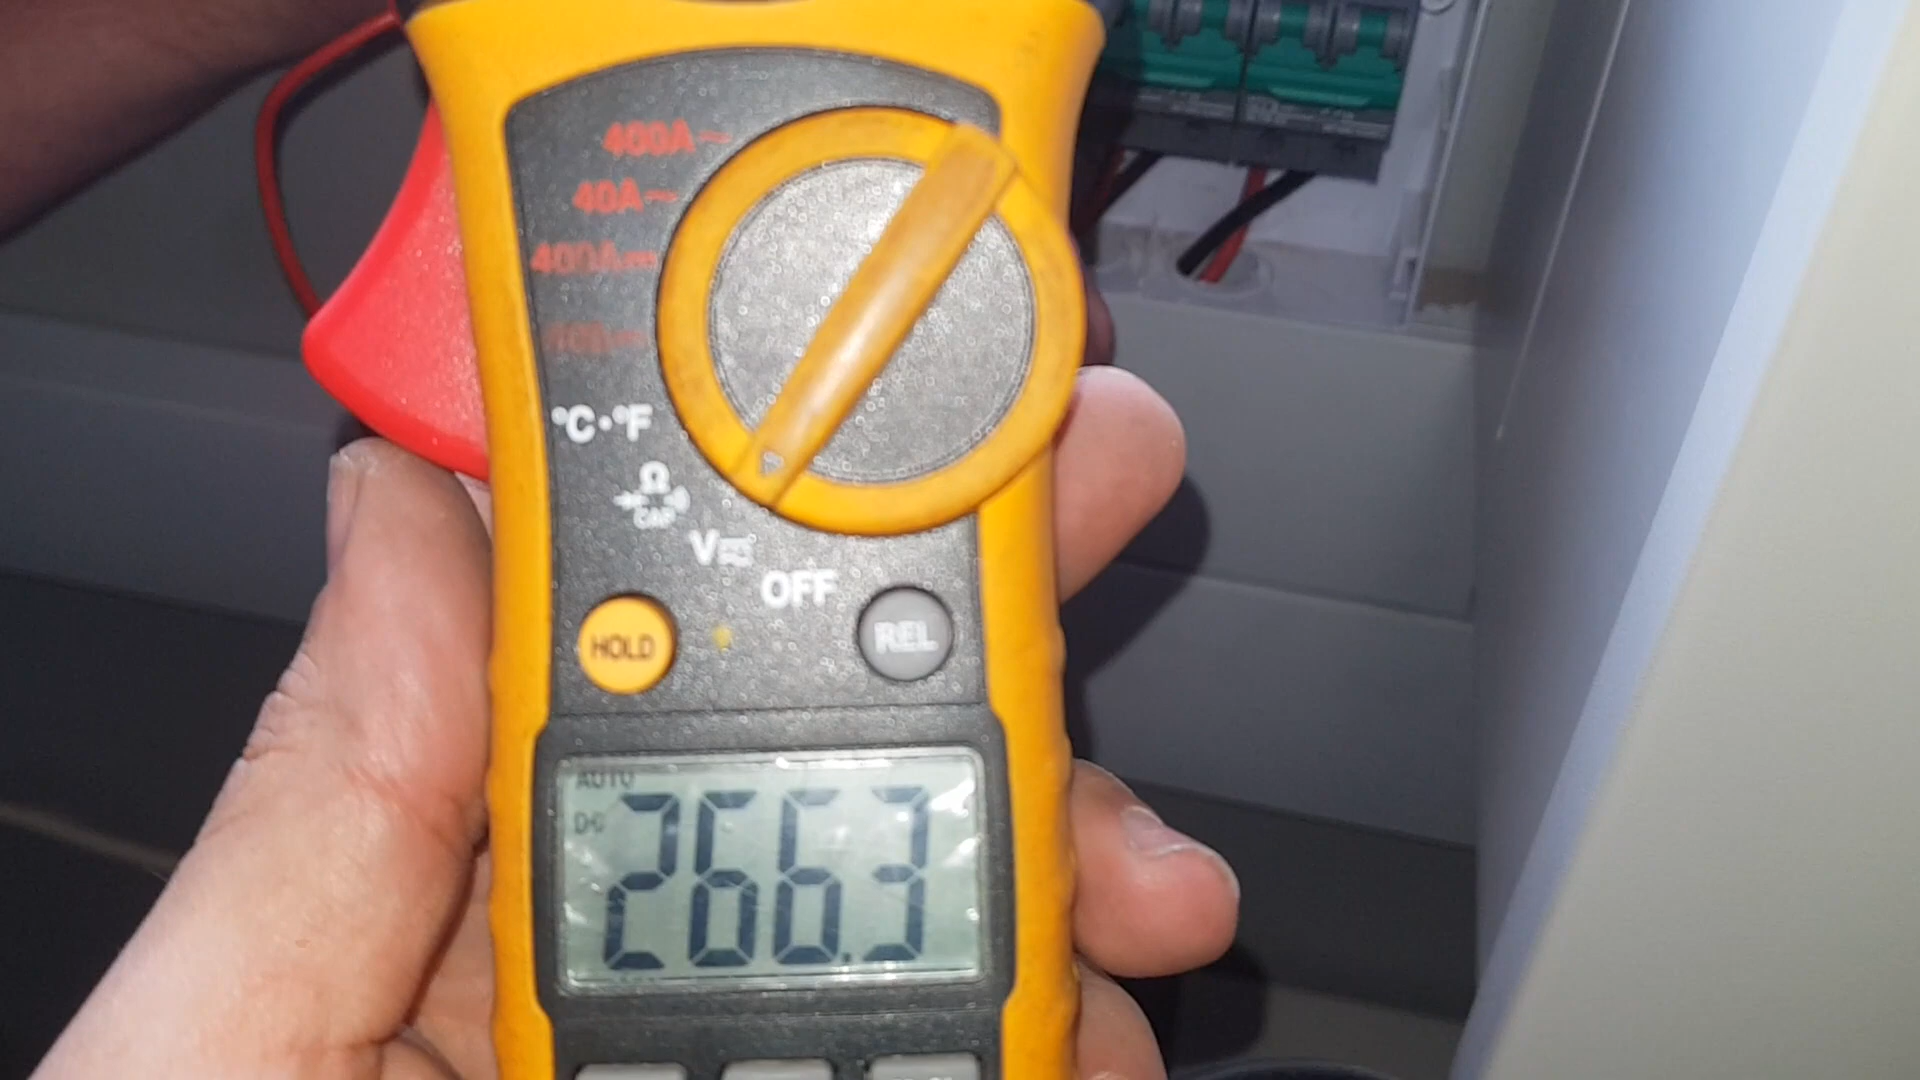 400A~
40A~
400A⎓
°C·°F
Ω
CAP
V
OFF
HOLD
REL
AUTO
DC
266.3